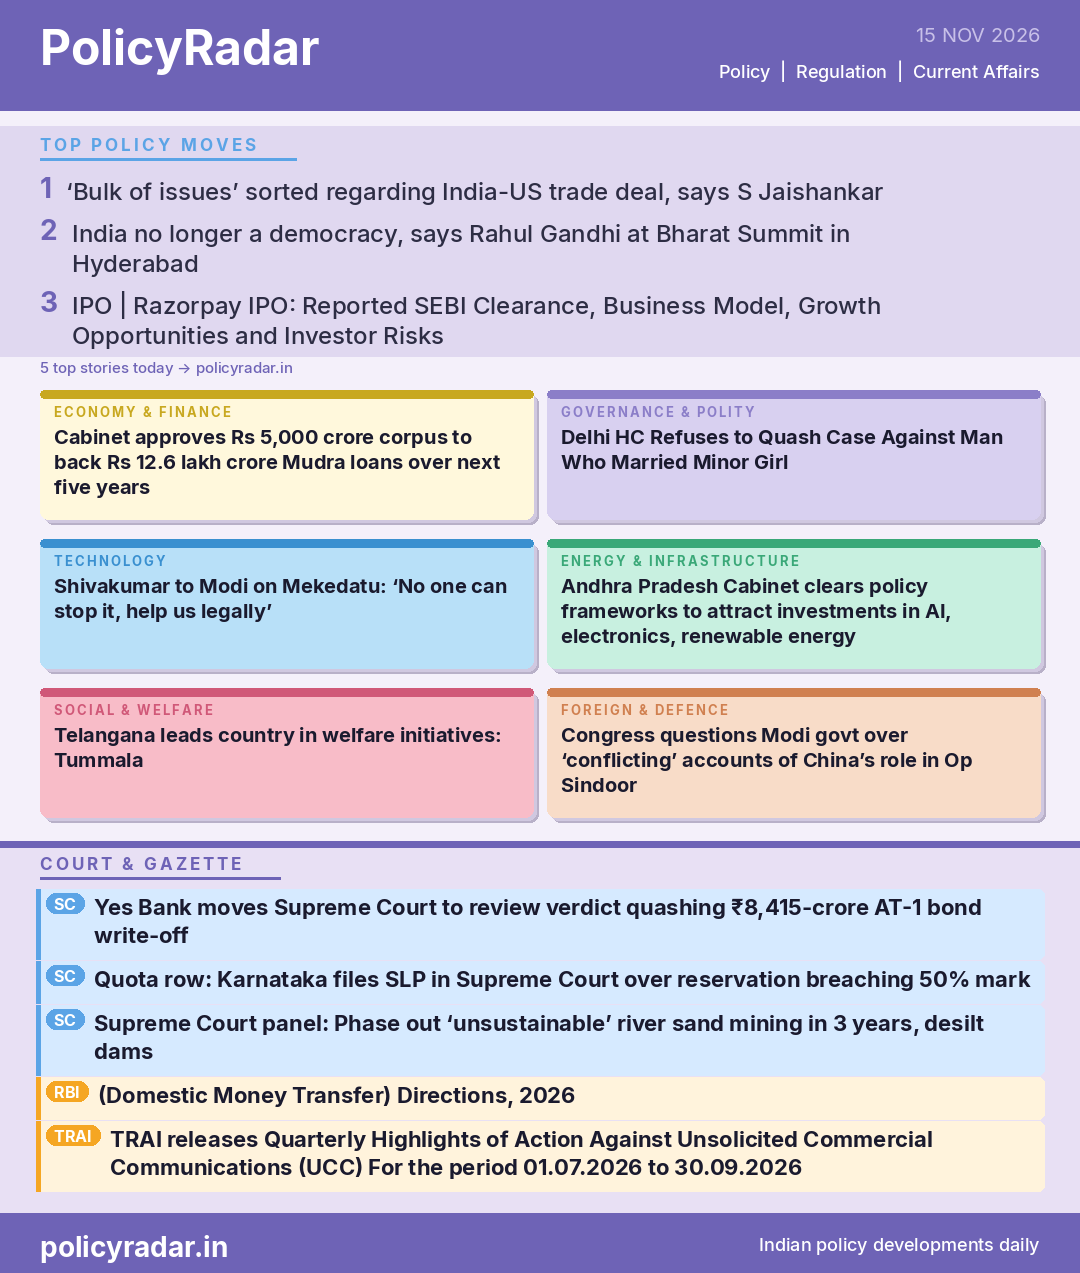 PolicyRadar
15 NOV 2026
Policy | Regulation | Current Affairs
TOP POLICY MOVES
1 ‘Bulk of issues’ sorted regarding India-US trade deal, says S Jaishankar
2 India no longer a democracy, says Rahul Gandhi at Bharat Summit in
Hyderabad
3 IPO | Razorpay IPO: Reported SEBI Clearance, Business Model, Growth
Opportunities and Investor Risks
5 top stories today → policyradar.in
ECONOMY & FINANCE
Cabinet approves Rs 5,000 crore corpus to
back Rs 12.6 lakh crore Mudra loans over next
five years
GOVERNANCE & POLITY
Delhi HC Refuses to Quash Case Against Man
Who Married Minor Girl
TECHNOLOGY
Shivakumar to Modi on Mekedatu: ‘No one can
stop it, help us legally’
ENERGY & INFRASTRUCTURE
Andhra Pradesh Cabinet clears policy
frameworks to attract investments in AI,
electronics, renewable energy
SOCIAL & WELFARE
Telangana leads country in welfare initiatives:
Tummala
FOREIGN & DEFENCE
Congress questions Modi govt over
‘conflicting’ accounts of China’s role in Op
Sindoor
COURT & GAZETTE
SC Yes Bank moves Supreme Court to review verdict quashing ₹8,415-crore AT-1 bond
write-off
SC Quota row: Karnataka files SLP in Supreme Court over reservation breaching 50% mark
SC Supreme Court panel: Phase out ‘unsustainable’ river sand mining in 3 years, desilt
dams
RBI (Domestic Money Transfer) Directions, 2026
TRAI TRAI releases Quarterly Highlights of Action Against Unsolicited Commercial
Communications (UCC) For the period 01.07.2026 to 30.09.2026
policyradar.in
Indian policy developments daily